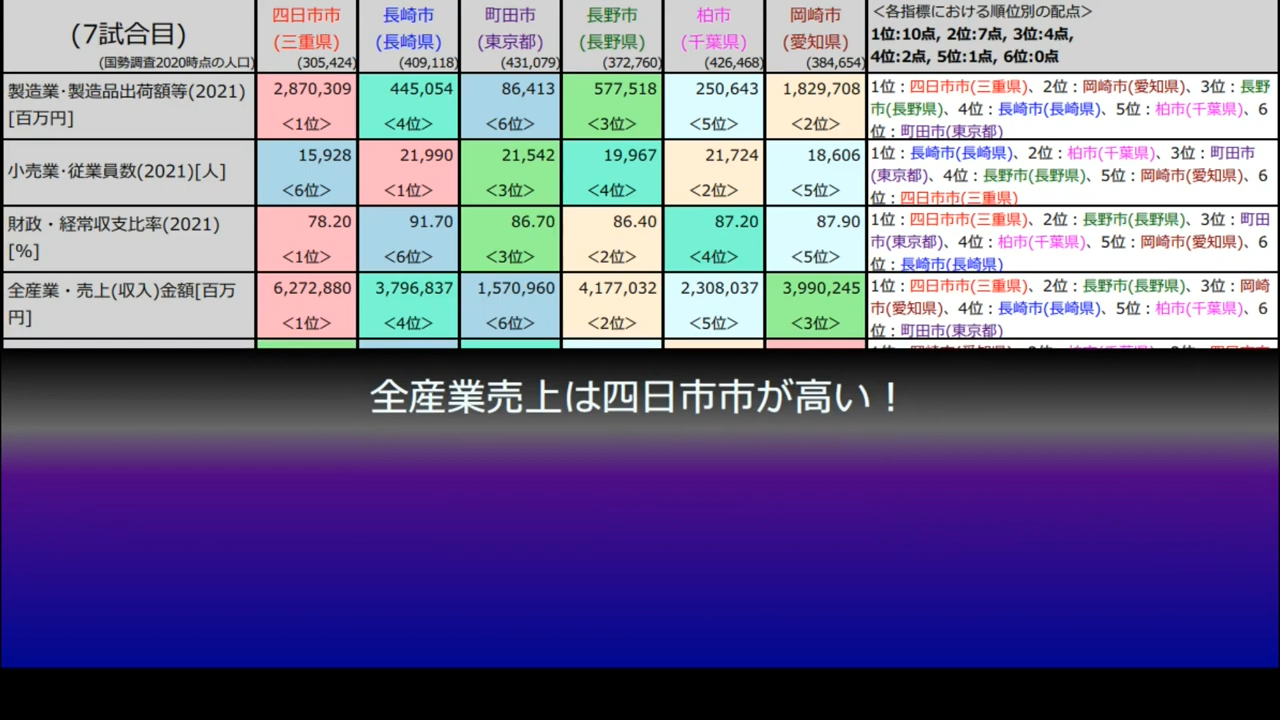 (7試合目)
(国勢調査2020時点の人口)
四日市市
(三重県)
(305,424)
長崎市
(長崎県)
(409,118)
町田市
(東京都)
(431,079)
長野市
(長野県)
(372,760)
柏市
(千葉県)
(426,468)
岡崎市
(愛知県)
(384,654)
<各指標における順位別の配点>
1位:10点, 2位:7点, 3位:4点,
4位:2点, 5位:1点, 6位:0点
製造業・製造品出荷額等(2021)
[百万円]
2,870,309
<1位>
445,054
<4位>
86,413
<6位>
577,518
<3位>
250,643
<5位>
1,829,708
<2位>
1位：四日市市(三重県)、2位：岡崎市(愛知県)、3位：長野
市(長野県)、4位：長崎市(長崎県)、5位：柏市(千葉県)、6
位：町田市(東京都)
小売業・従業員数(2021)[人]
15,928
<6位>
21,990
<1位>
21,542
<3位>
19,967
<4位>
21,724
<2位>
18,606
<5位>
1位：長崎市(長崎県)、2位：柏市(千葉県)、3位：町田市
(東京都)、4位：長野市(長野県)、5位：岡崎市(愛知県)、6
位：四日市市(三重県)
財政・経常収支比率(2021)
[%]
78.20
<1位>
91.70
<6位>
86.70
<3位>
86.40
<2位>
87.20
<4位>
87.90
<5位>
1位：四日市市(三重県)、2位：長野市(長野県)、3位：町田
市(東京都)、4位：柏市(千葉県)、5位：岡崎市(愛知県)、6
位：長崎市(長崎県)
全産業・売上(収入)金額[百万
円]
6,272,880
<1位>
3,796,837
<4位>
1,570,960
<6位>
4,177,032
<2位>
2,308,037
<5位>
3,990,245
<3位>
1位：四日市市(三重県)、2位：長野市(長野県)、3位：岡崎
市(愛知県)、4位：長崎市(長崎県)、5位：柏市(千葉県)、6
位：町田市(東京都)
全産業売上は四日市市が高い！